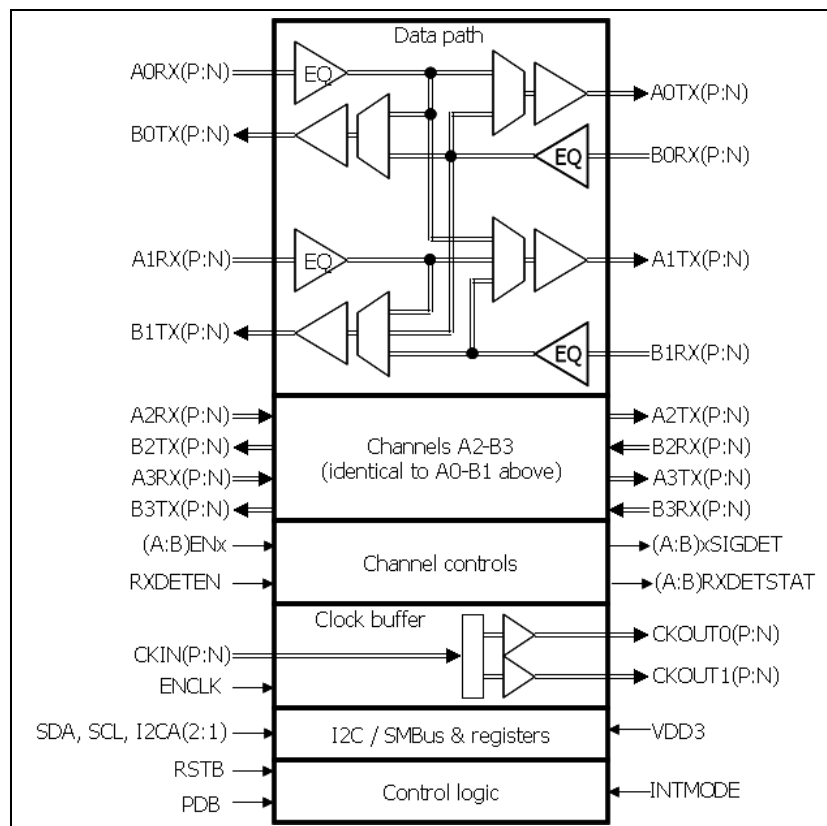 Data path
A0RX(P:N)
EQ
A0TX(P:N)
B0TX(P:N)
EQ
B0RX(P:N)
A1RX(P:N)
EQ
A1TX(P:N)
B1TX(P:N)
EQ
B1RX(P:N)
A2RX(P:N)
A2TX(P:N)
B2TX(P:N)
Channels A2-B3
(identical to A0-B1 above)
B2RX(P:N)
A3RX(P:N)
A3TX(P:N)
B3TX(P:N)
B3RX(P:N)
(A:B)ENx
Channel controls
(A:B)xSIGDET
RXDETEN
(A:B)RXDETSTAT
Clock buffer
CKOUT0(P:N)
CKIN(P:N)
CKOUT1(P:N)
ENCLK
SDA, SCL, I2CA(2:1)
I2C / SMBus & registers
VDD3
RSTB
Control logic
INTMODE
PDB